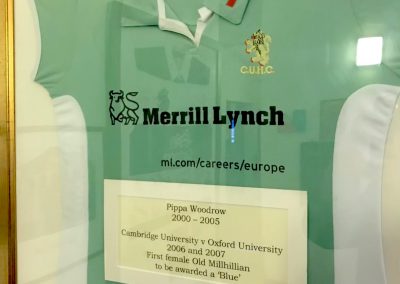 C.U.H.C.
Merrill Lynch
ml.com/careers/europe
Pippa Woodrow
2000 – 2005
Cambridge University v Oxford University
2006 and 2007
First female Old Millhillian
to be awarded a 'Blue'